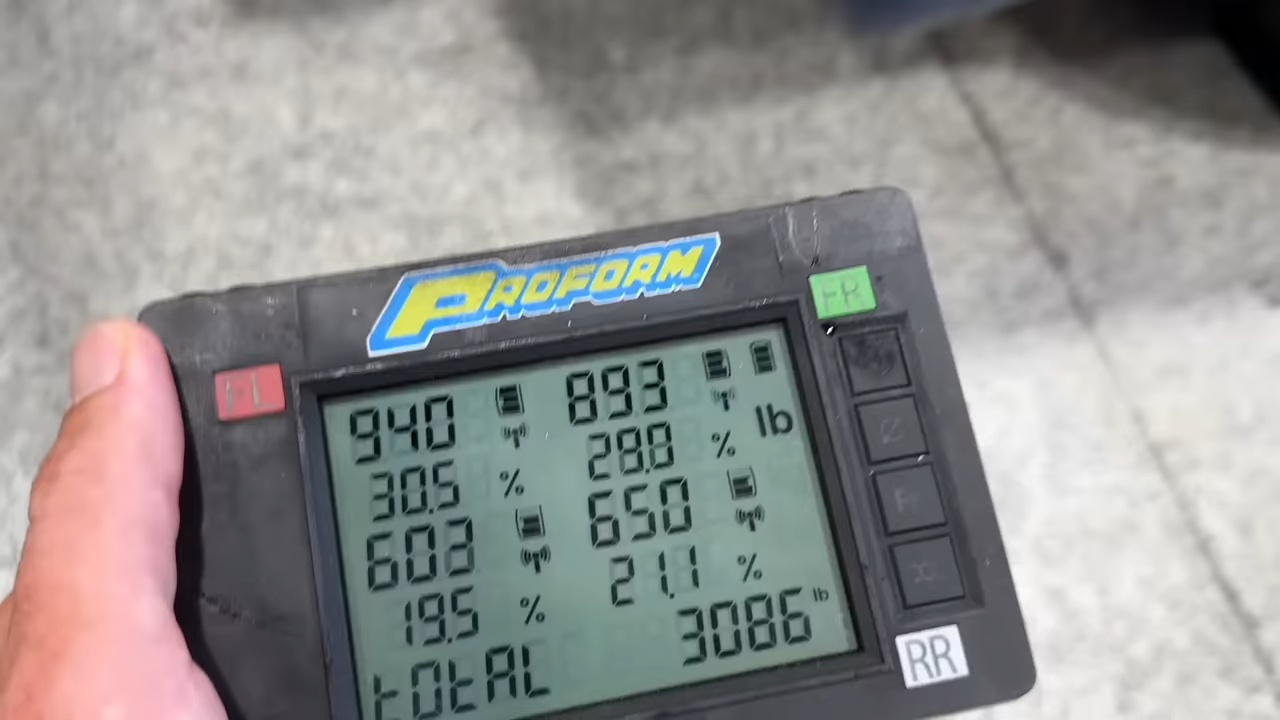 PROFORM
FL
FR
940 893
lb
30.5 % 28.8 %
603 650
19.5 % 21.1 %
tOtAL 3086 lb
RR